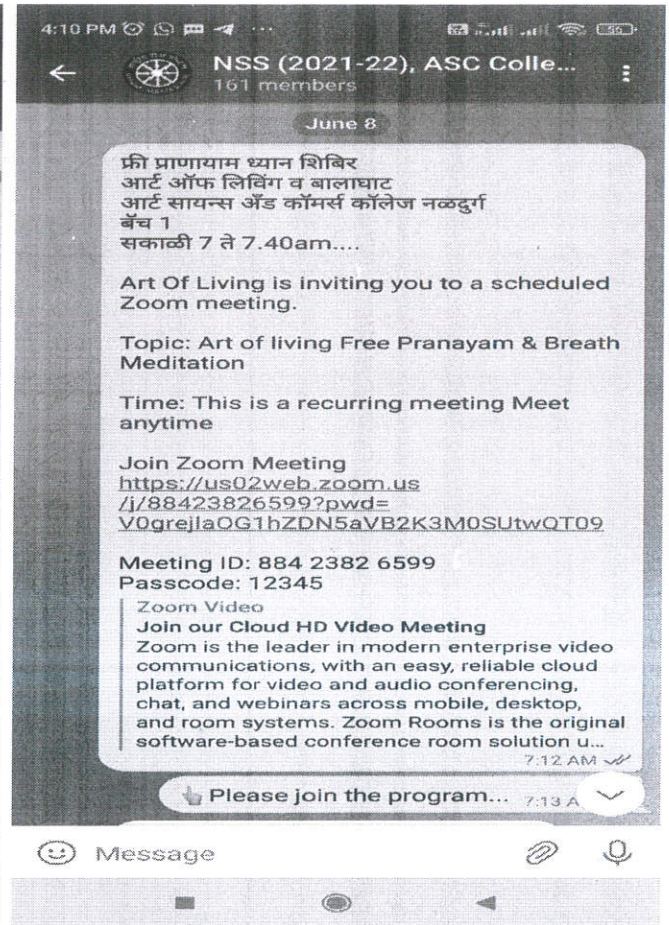 4:10 PM
NSS (2021-22), ASC Colle...
161 members
June 8
फ्री प्राणायाम ध्यान शिबिर
आर्ट ऑफ लिविंग व बालाघाट
आर्ट सायन्स अँड कॉमर्स कॉलेज नळदुर्ग
बॅच 1
सकाळी 7 ते 7.40am....
Art Of Living is inviting you to a scheduled
Zoom meeting.
Topic: Art of living Free Pranayam & Breath
Meditation
Time: This is a recurring meeting Meet
anytime
Join Zoom Meeting
https://us02web.zoom.us
/j/88423826599?pwd=
V0grejlaOG1hZDN5aVB2K3M0SUtwQT09
Meeting ID: 884 2382 6599
Passcode: 12345
Zoom Video
Join our Cloud HD Video Meeting
Zoom is the leader in modern enterprise video
communications, with an easy, reliable cloud
platform for video and audio conferencing,
chat, and webinars across mobile, desktop,
and room systems. Zoom Rooms is the original
software-based conference room solution u...
7:12 AM
👆 Please join the program... 7:13 A
Message